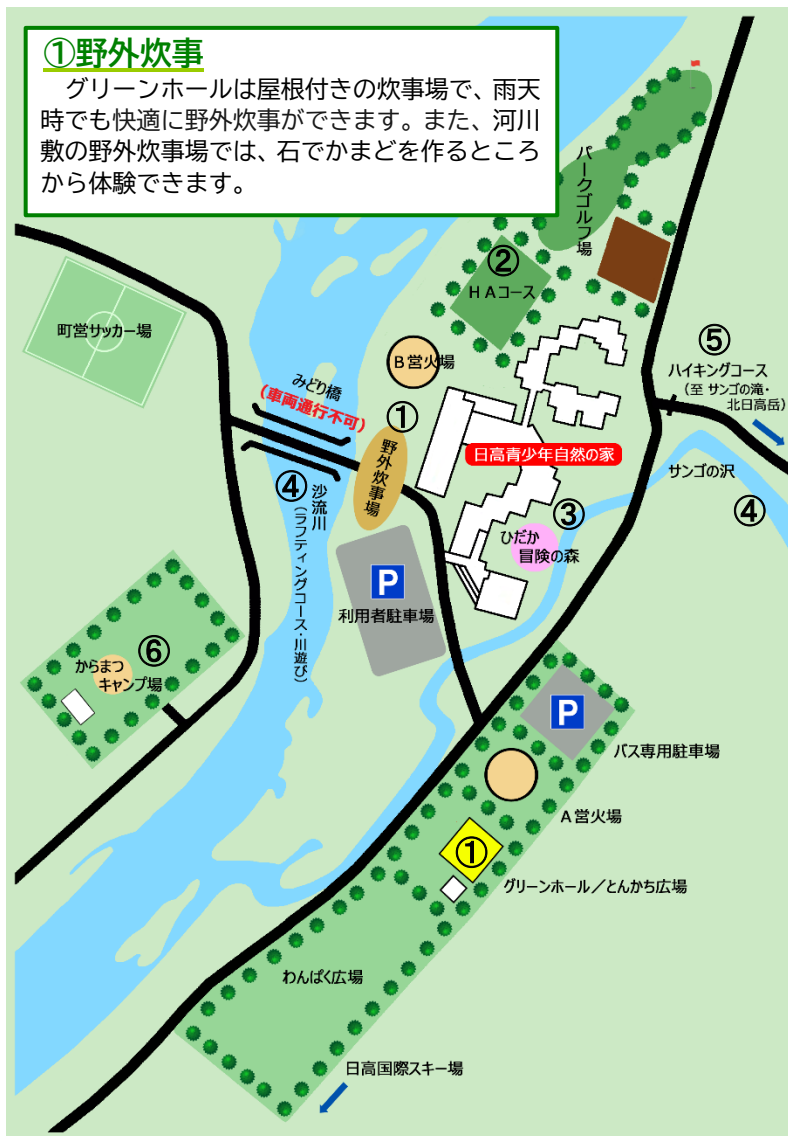 ①野外炊事
グリーンホールは屋根付きの炊事場で、雨天
時でも快適に野外炊事ができます。また、河川
敷の野外炊事場では、石でかまどを作るところ
から体験できます。
パークゴルフ場
②
ＨＡコース
町営サッカー場
⑤
ハイキングコース
（至 サンゴの滝・
北日高岳）
Ｂ営火場
みどり橋
（車両通行不可）
①
野外炊事場
日高青少年自然の家
サンゴの沢
④
④
沙流川
（ラフティングコース・川遊び）
③
ひだか
冒険の森
P
利用者駐車場
⑥
からまつ
キャンプ場
P
バス専用駐車場
Ａ営火場
①
グリーンホール／とんかち広場
わんぱく広場
日高国際スキー場